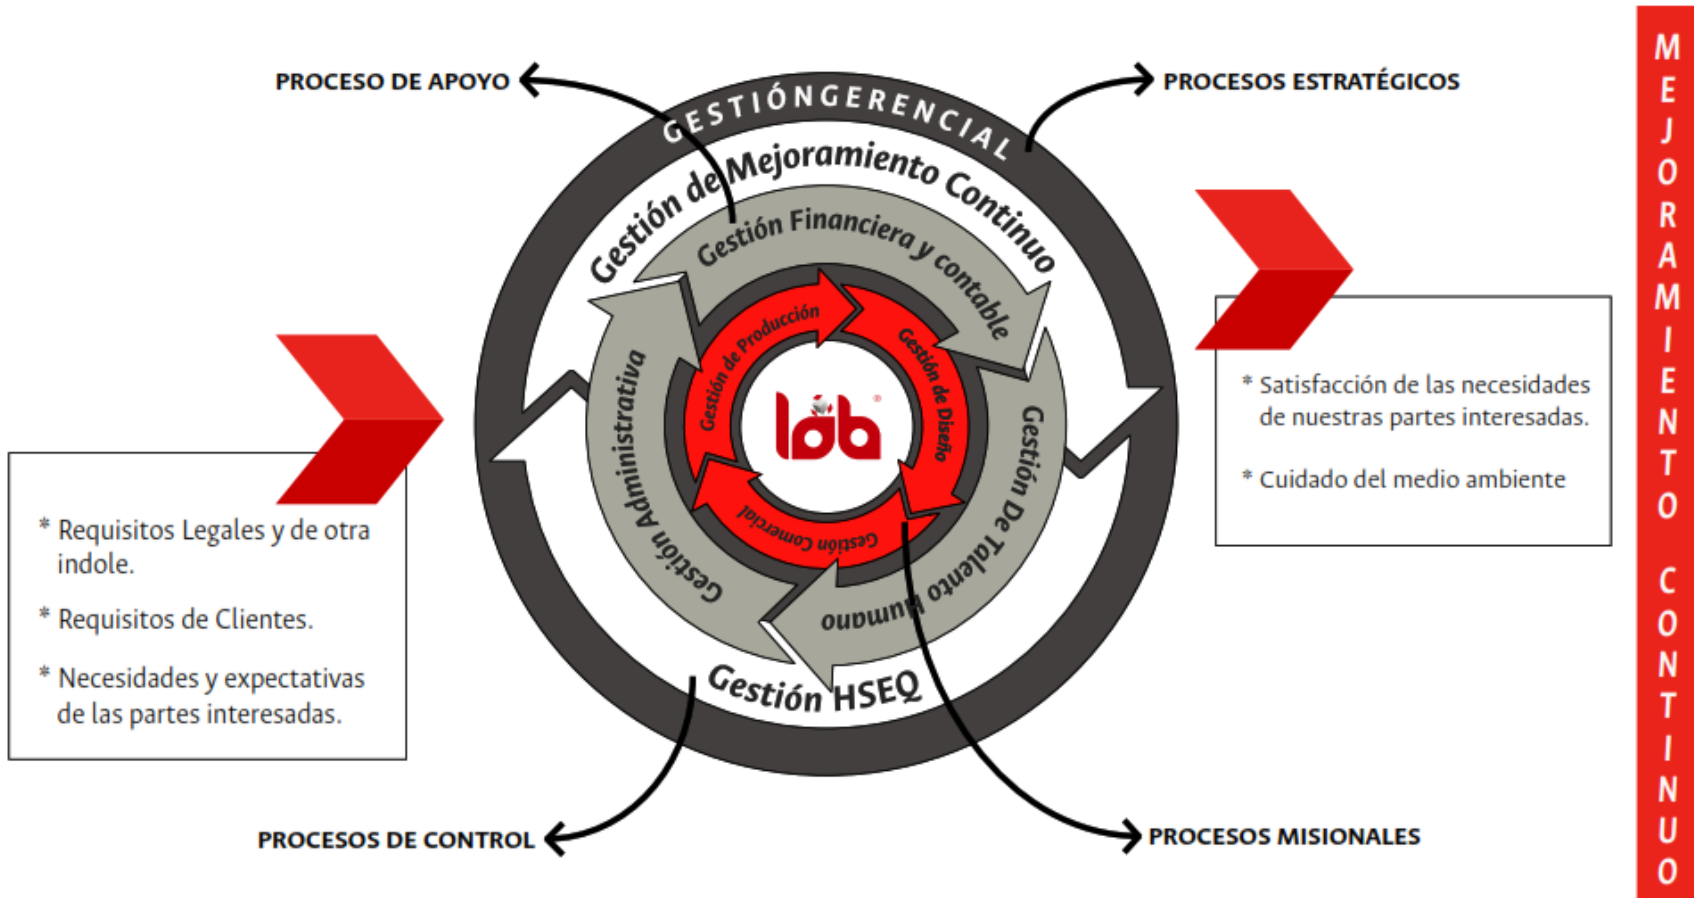 PROCESO DE APOYO
PROCESOS ESTRATÉGICOS
GESTIÓNGERENCIAL
Gestión de Mejoramiento Continuo
Gestión Financiera y contable
Gestión De Talento Humano
Gestión Administrativa
Gestión de Producción
Gestión de Diseño
Gestión Comercial
lab®
Gestión HSEQ
* Requisitos Legales y de otra
indole.
* Requisitos de Clientes.
* Necesidades y expectativas
de las partes interesadas.
* Satisfacción de las necesidades
de nuestras partes interesadas.
* Cuidado del medio ambiente
PROCESOS DE CONTROL
PROCESOS MISIONALES
MEJORAMIENTO CONTINUO